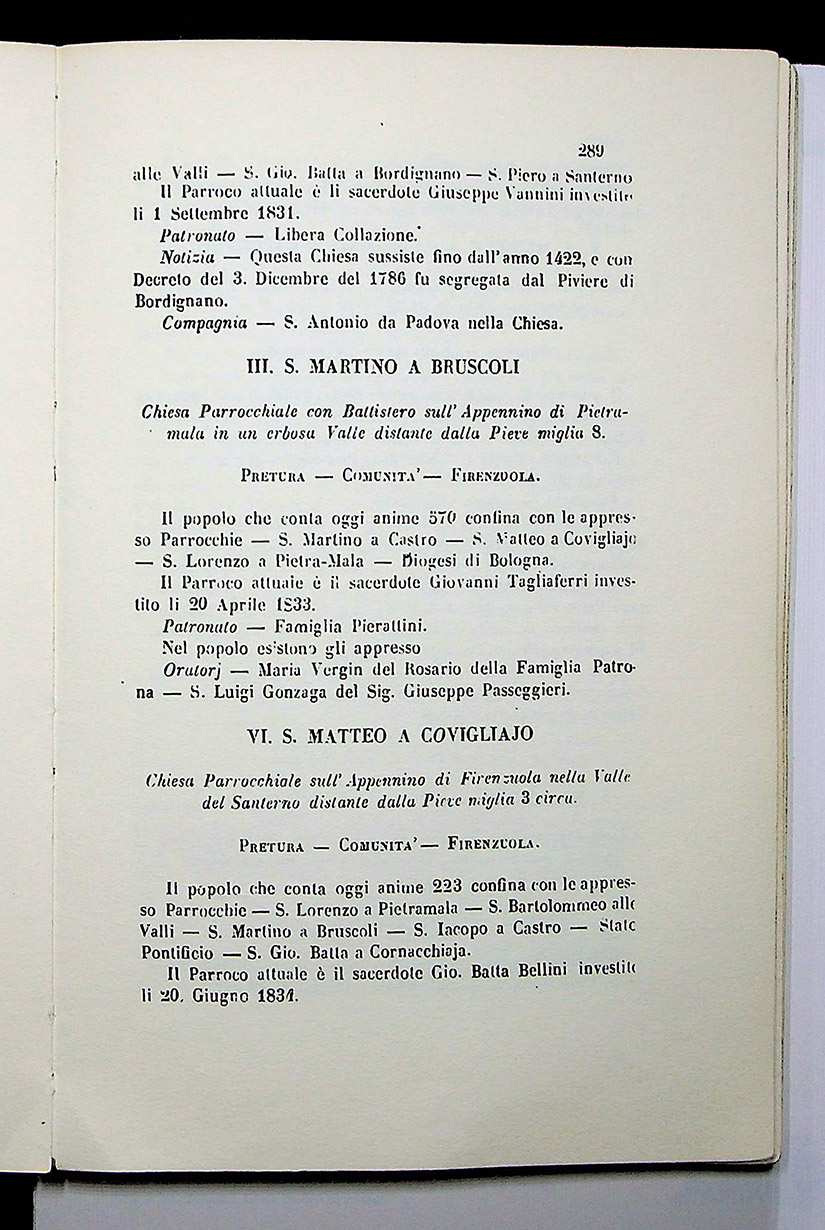 289
alle Valli — S. Gio. Batta a Bordignano — S. Piero a Santerno
Il Parroco attuale è li sacerdote Giuseppe Vannini investito
li 1 Settembre 1831.
Patronato — Libera Collazione.
Notizia — Questa Chiesa sussiste fino dall'anno 1422, e con
Decreto del 3. Dicembre del 1786 fu segregata dal Piviere di
Bordignano.
Compagnia — S. Antonio da Padova nella Chiesa.
III. S. MARTINO A BRUSCOLI
Chiesa Parrocchiale con Battistero sull' Appennino di Pietra-
mala in un erbosa Valle distante dalla Pieve miglia 8.
PRETURA — COMUNITA' — FIRENZUOLA.
Il popolo che conta oggi anime 570 confina con le appres-
so Parrocchie — S. Martino a Castro — S. Matteo a Covigliajo
— S. Lorenzo a Pietra-Mala — Diogesi di Bologna.
Il Parroco attuale è il sacerdote Giovanni Tagliaferri inves-
tito li 20 Aprile 1833.
Patronato — Famiglia Pierattini.
Nel popolo esistono gli appresso
Oratorj — Maria Vergin del Rosario della Famiglia Patro-
na — S. Luigi Gonzaga del Sig. Giuseppe Passeggieri.
VI. S. MATTEO A COVIGLIAJO
Chiesa Parrocchiale sull' Appennino di Firenzuola nella Valle
del Santerno distante dalla Pieve miglia 3 circa.
PRETURA — COMUNITA' — FIRENZUOLA.
Il popolo che conta oggi anime 223 confina con le appres-
so Parrocchie — S. Lorenzo a Pietramala — S. Bartolommeo alle
Valli — S. Martino a Bruscoli — S. Iacopo a Castro — State
Pontificio — S. Gio. Batta a Cornacchiaja.
Il Parroco attuale è il sacerdote Gio. Batta Bellini investito
li 20. Giugno 1834.